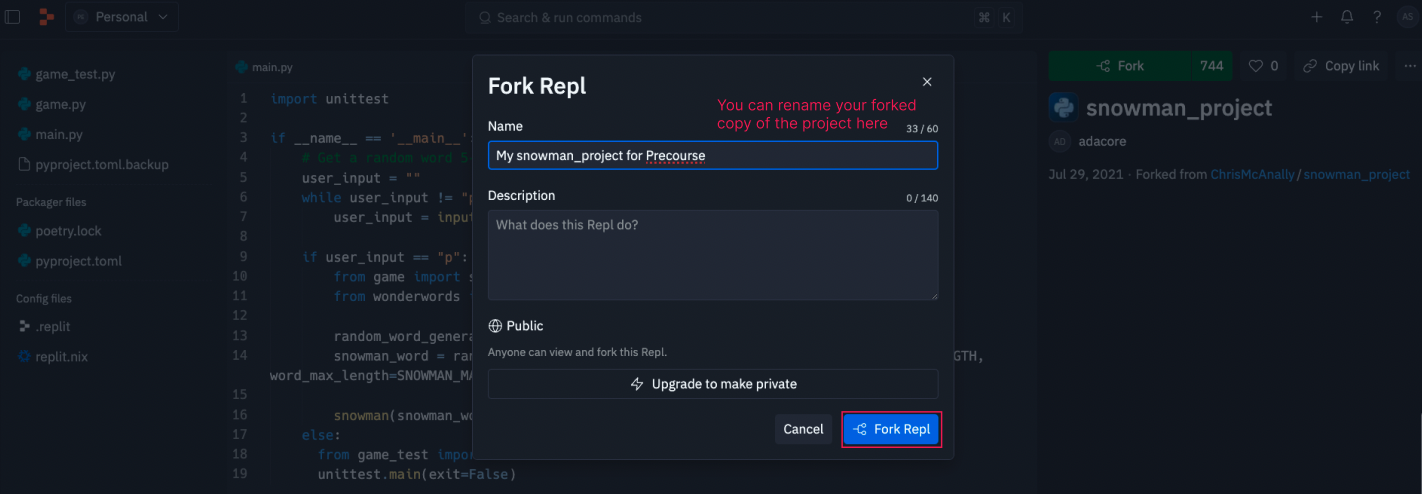 Personal
Search & run commands
⌘ K
AS
game_test.py
game.py
main.py
pyproject.toml.backup
Packager files
poetry.lock
pyproject.toml
Config files
.replit
replit.nix
main.py
1 import unittest
2
3 if __name__ == '__main__':
4 # Get a random word
5 user_input = ""
6 while user_input != "p
7 user_input = input
8
9 if user_input == "p":
10 from game import s
11 from wonderwords
12
13 random_word_genera
14 snowman_word = ran GTH,
word_max_length=SNOWMAN_MA
15
16 snowman(snowman_wo
17 else:
18 from game_test impor
19 unittest.main(exit=False)
Fork Repl
You can rename your forked
copy of the project here
Name
33 / 60
My snowman_project for Precourse
Description
0 / 140
What does this Repl do?
Public
Anyone can view and fork this Repl.
Upgrade to make private
Cancel
Fork Repl
Fork 744
0
Copy link
snowman_project
AD adacore
Jul 29, 2021 · Forked from ChrisMcAnally/snowman_project